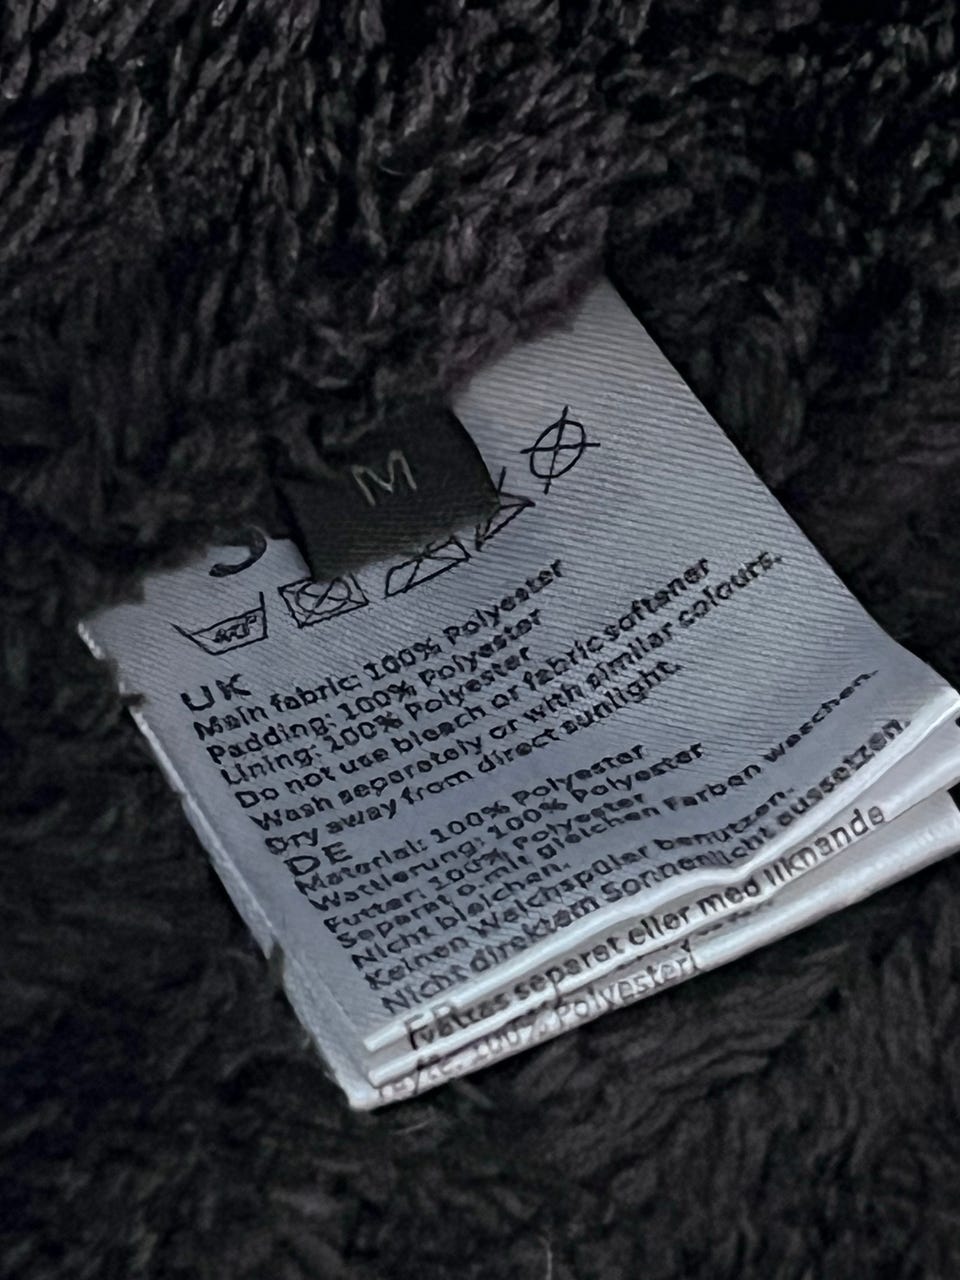 M
40°
UK
Main fabric: 100% Polyester
Padding: 100% Polyester
Lining: 100% Polyester
Do not use bleach or fabric softener
Wash separately or with similar colours.
Dry away from direct sunlight.
DE
Material: 100% Polyester
Wattierung: 100% Polyester
Futter: 100% Polyester
Separat o.mit gleichen Farben waschen.
Nicht bleichen.
Keinen Weichspüler benutzen.
Nicht direktem Sonnenlicht aussetzen.
FR
Tvättas separat eller med liknande
100% Polyesteri